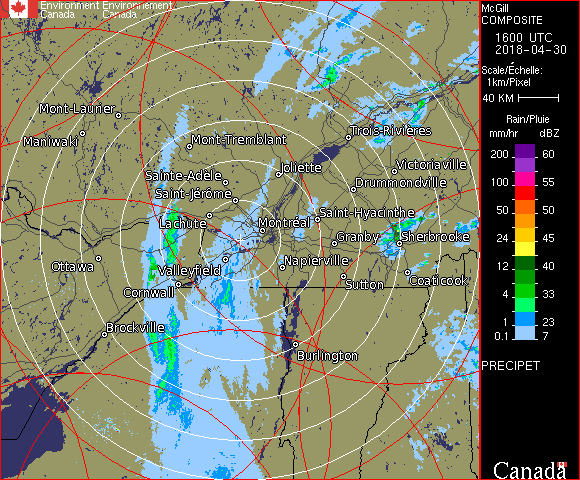 Environment Environnement
Canada Canada
McGill
COMPOSITE
1600 UTC
2018-04-30
Scale/Échelle:
1km/Pixel
40 KM
Rain/Pluie
mm/hr dBZ
200 60
100 55
50 50
24 45
12 40
4 33
1 23
0.1 7
PRECIPET
Canada
Mont-Laurier
Maniwaki
Mont-Tremblant
Trois-Rivières
Sainte-Adèle
Joliette
Victoriaville
Saint-Jérôme
Drummondville
Lachute
Montréal
Saint-Hyacinthe
Granby
Sherbrooke
Ottawa
Valleyfield
Napierville
Cornwall
Sutton
Coaticook
Brockville
Burlington